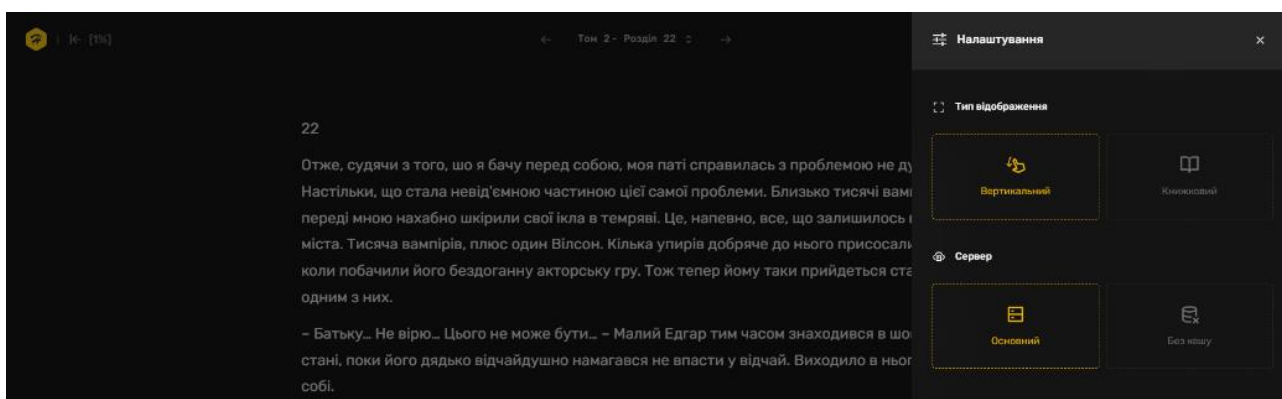 [1%]
Том 2- Розділ 22
Налаштування
Тип відображення
Вертикальний
Книжковий
Сервер
Основний
Без кешу
22
Отже, судячи з того, шо я бачу перед собою, моя паті справилась з проблемою не
Настільки, що стала невід'ємною частиною цієї самої проблеми. Близько тисячі
переді мною нахабно шкірили свої ікла в темряві. Це, напевно, все, що залишилось
міста. Тисяча вампірів, плюс один Вілсон. Кілька упирів добряче до нього
коли побачили його бездоганну акторську гру. Тож тепер йому таки прийдеться
одним з них.
– Батьку... Не вірю... Цього не може бути... – Малий Едгар тим часом знаходився в
стані, поки його дядько відчайдушно намагався не впасти у відчай. Виходило в
собі.